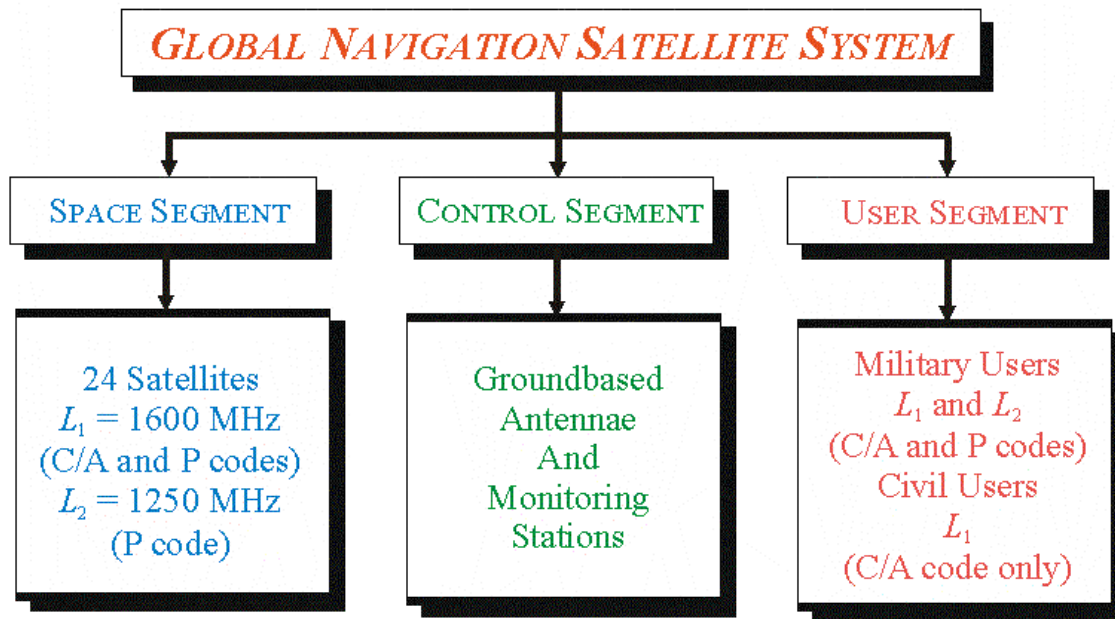 GLOBAL NAVIGATION SATELLITE SYSTEM
SPACE SEGMENT
CONTROL SEGMENT
USER SEGMENT
24 Satellites
L₁ = 1600 MHz
(C/A and P codes)
L₂ = 1250 MHz
(P code)
Groundbased
Antennae
And
Monitoring
Stations
Military Users
L₁ and L₂
(C/A and P codes)
Civil Users
L₁
(C/A code only)